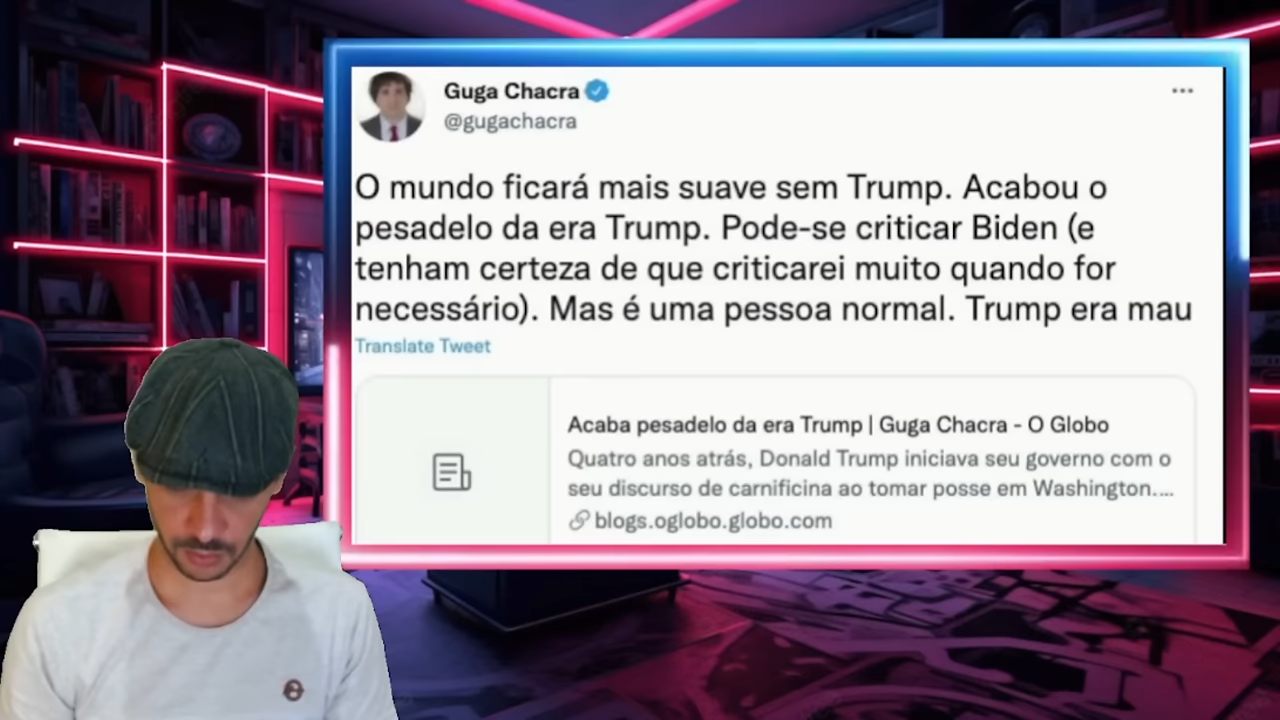 Guga Chacra
@gugachacra
O mundo ficará mais suave sem Trump. Acabou o
pesadelo da era Trump. Pode-se criticar Biden (e
tenham certeza de que criticarei muito quando for
necessário). Mas é uma pessoa normal. Trump era mau
Translate Tweet
Acaba pesadelo da era Trump | Guga Chacra - O Globo
Quatro anos atrás, Donald Trump iniciava seu governo com o
seu discurso de carnificina ao tomar posse em Washington....
blogs.oglobo.globo.com